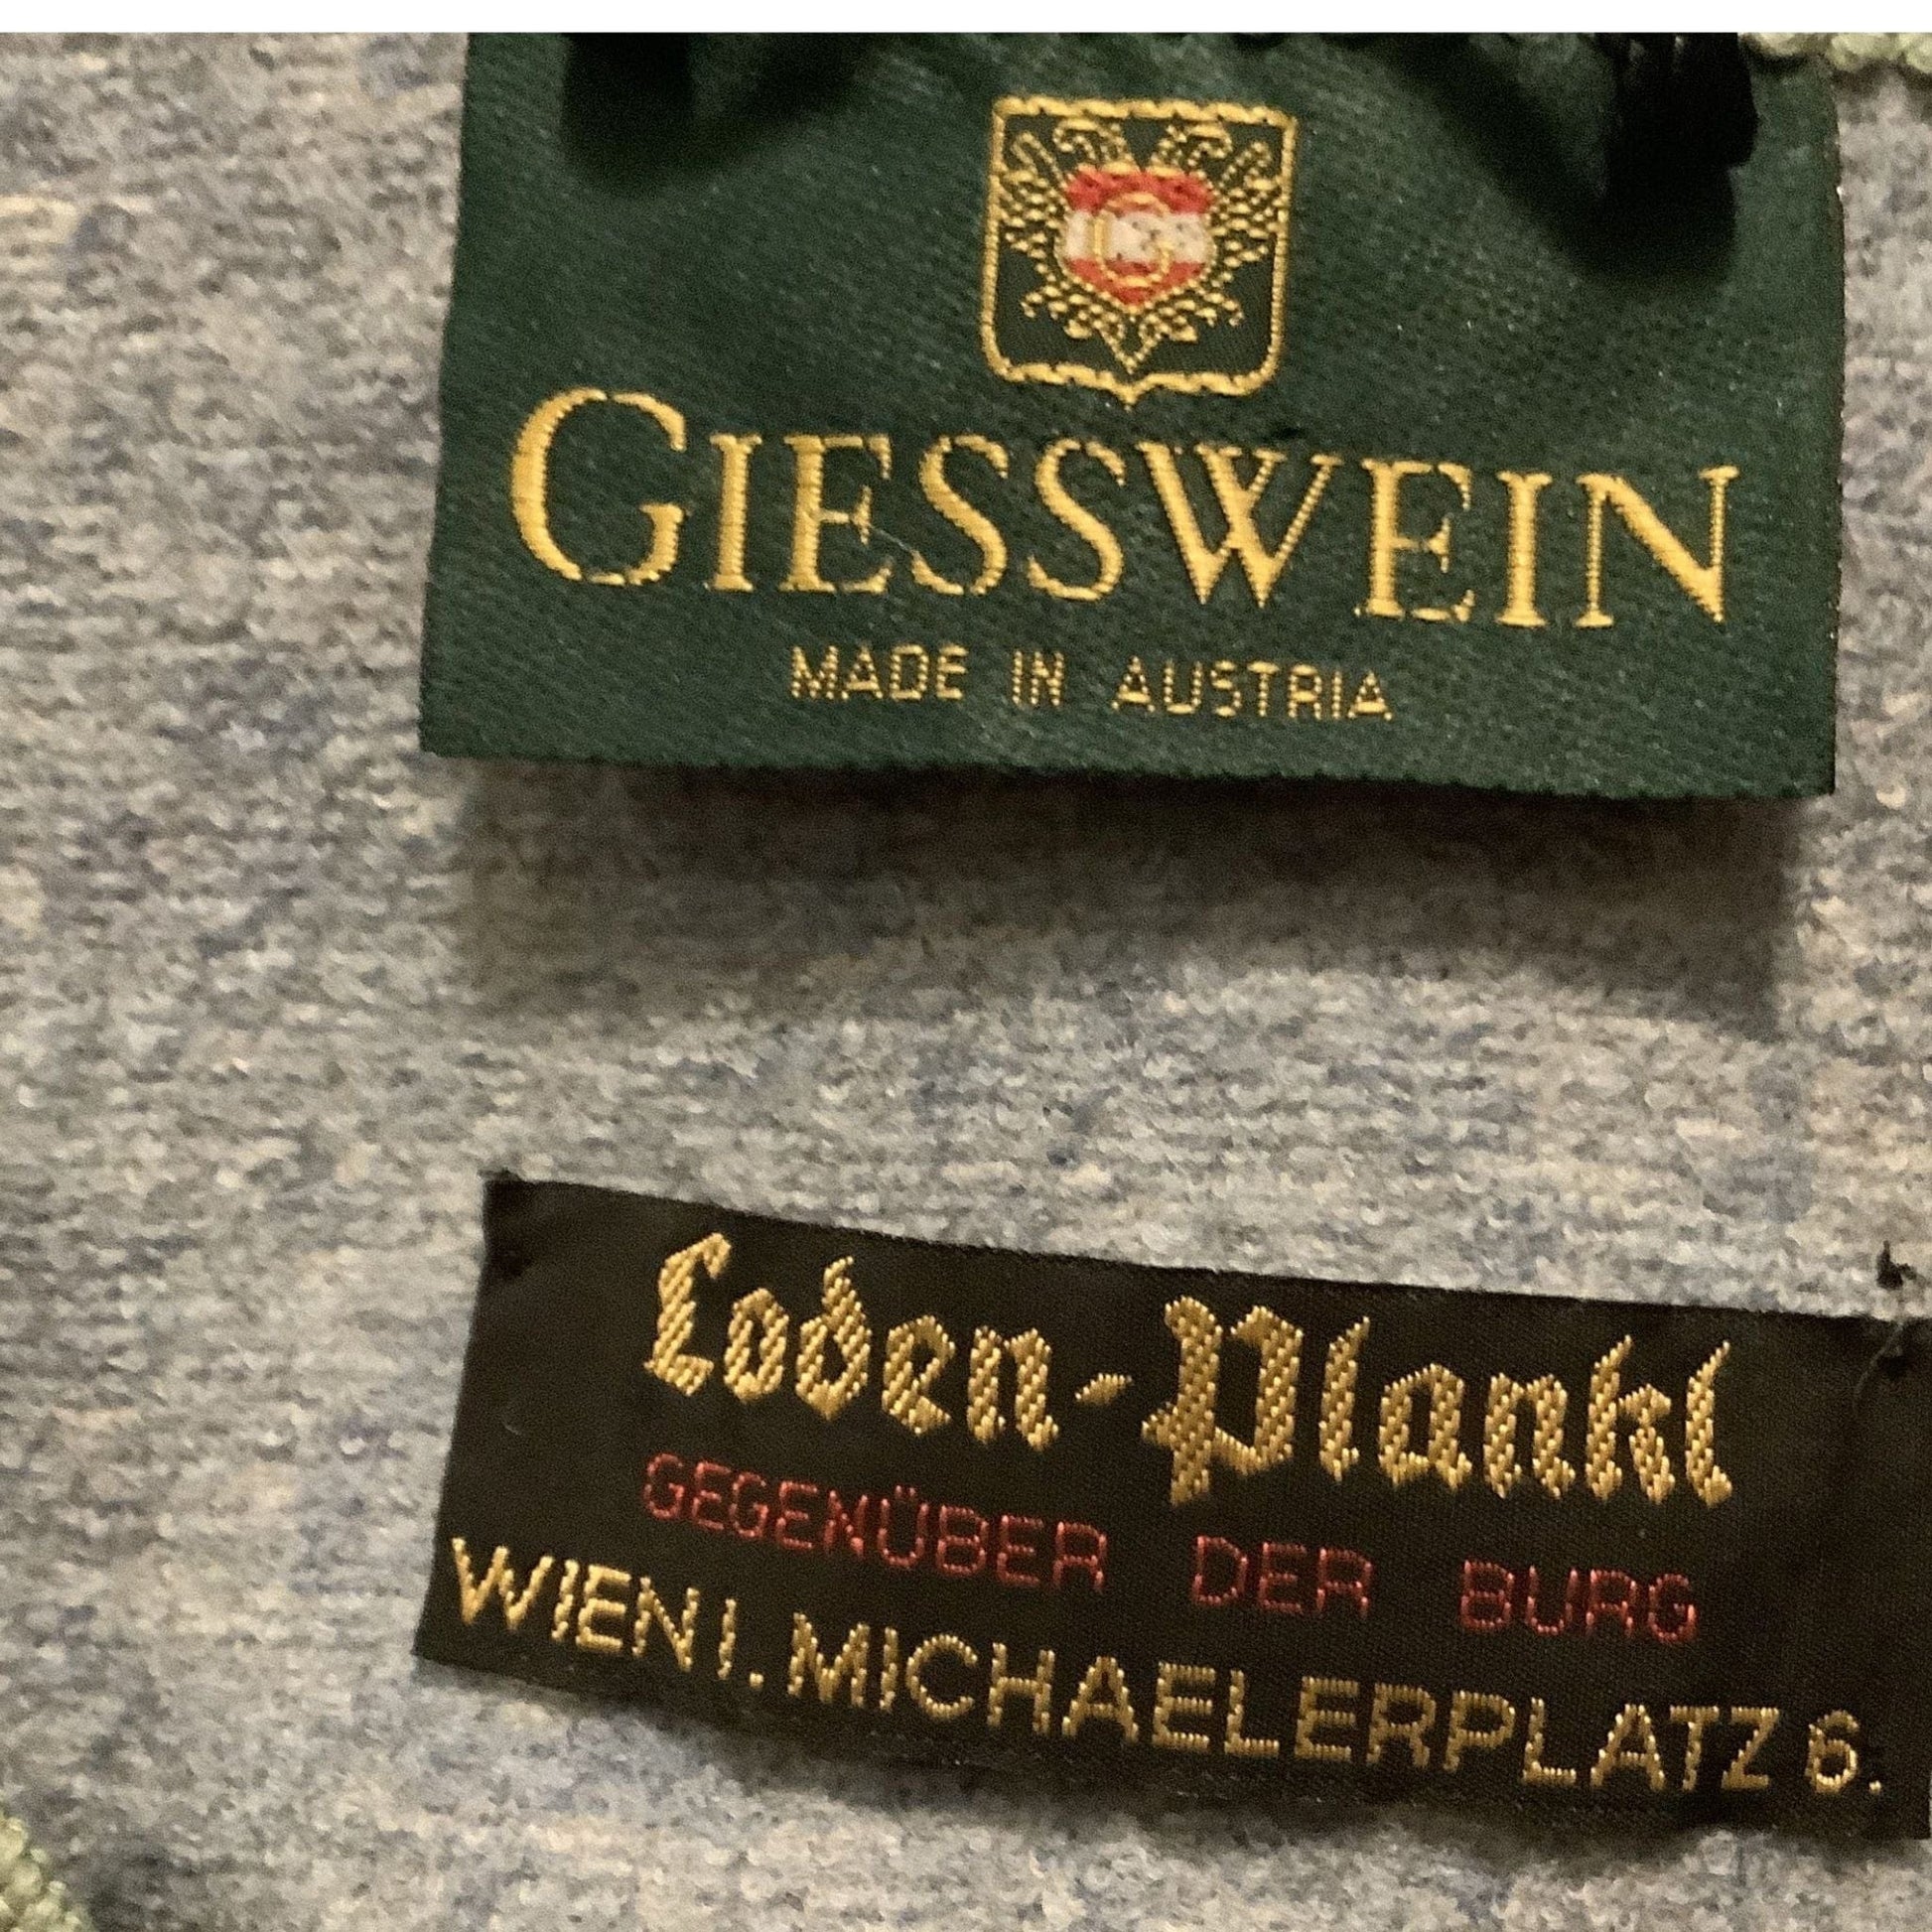 G
GIESSWEIN
MADE IN AUSTRIA
Loden-Plankl
GEGENÜBER DER BURG
WIEN I. MICHAELERPLATZ 6.